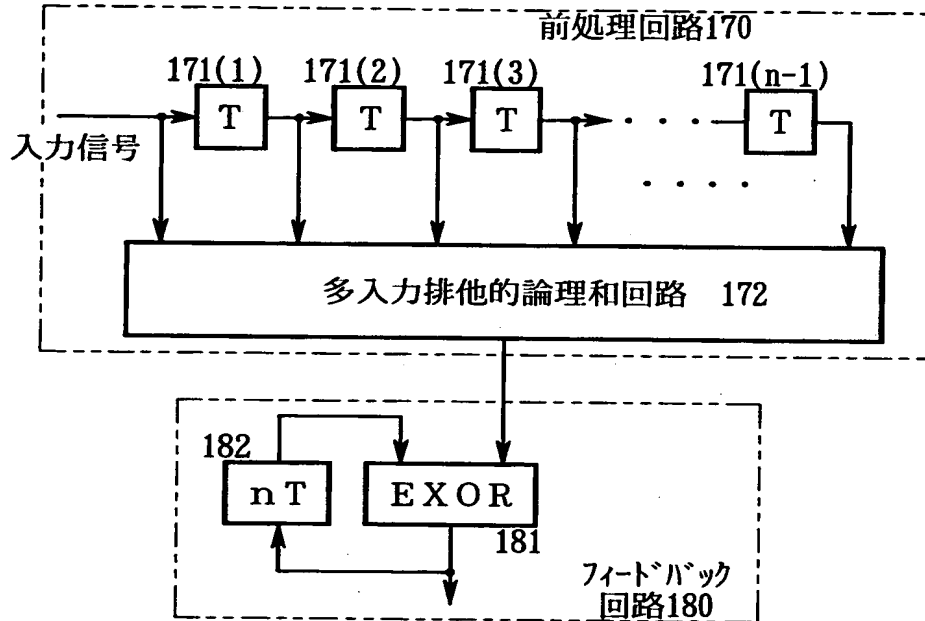 前処理回路170
171(1) 171(2) 171(3) 171(n-1)
T T T ・・・ T
入力信号
・・・・
多入力排他的論理和回路 172
182
nT EXOR
181
フィードバック
回路180